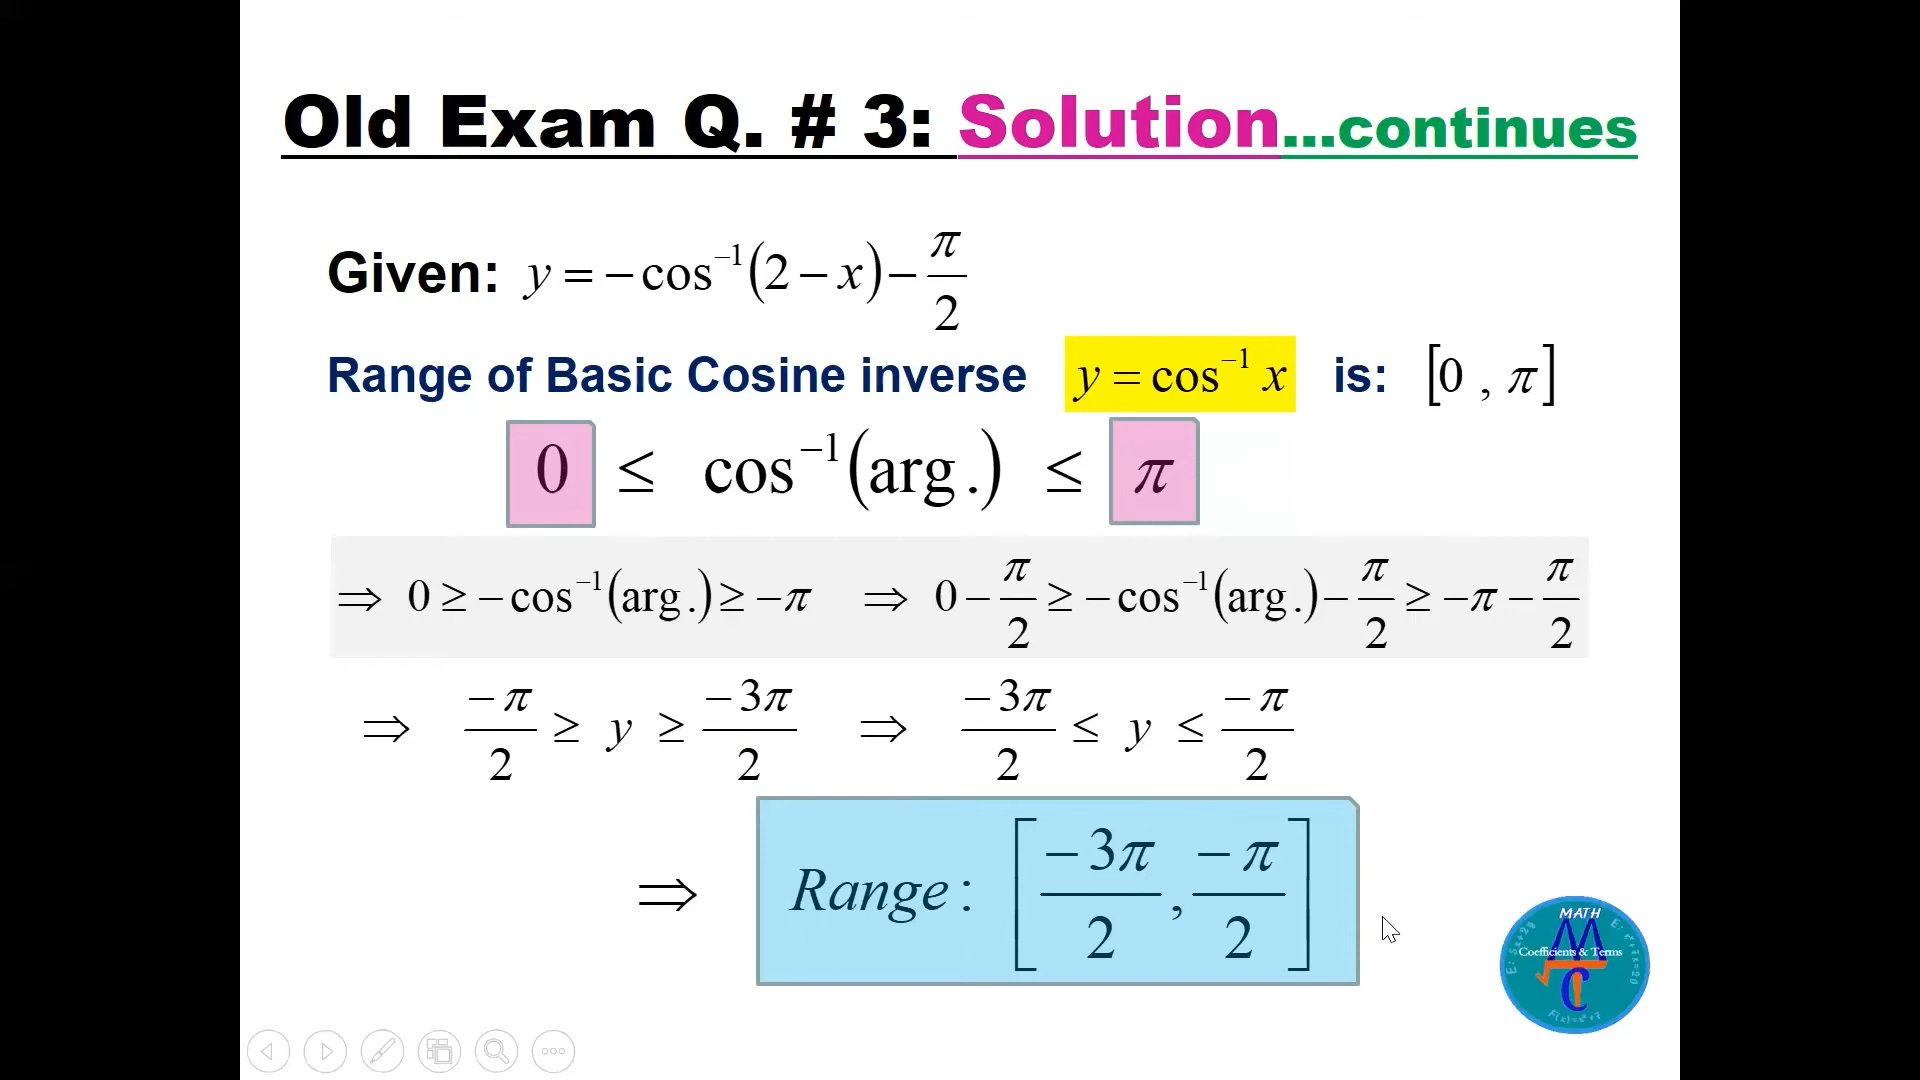 Old Exam Q. # 3: Solution...continues
Given: y = −cos⁻¹(2 − x) − π/2
Range of Basic Cosine inverse y = cos⁻¹ x is: [0 , π]
0 ≤ cos⁻¹(arg.) ≤ π
⇒ 0 ≥ −cos⁻¹(arg.) ≥ −π ⇒ 0 − π/2 ≥ −cos⁻¹(arg.) − π/2 ≥ −π − π/2
⇒ −π/2 ≥ y ≥ −3π/2 ⇒ −3π/2 ≤ y ≤ −π/2
⇒ Range: [−3π/2, −π/2]
MATH
Coefficients & Terms